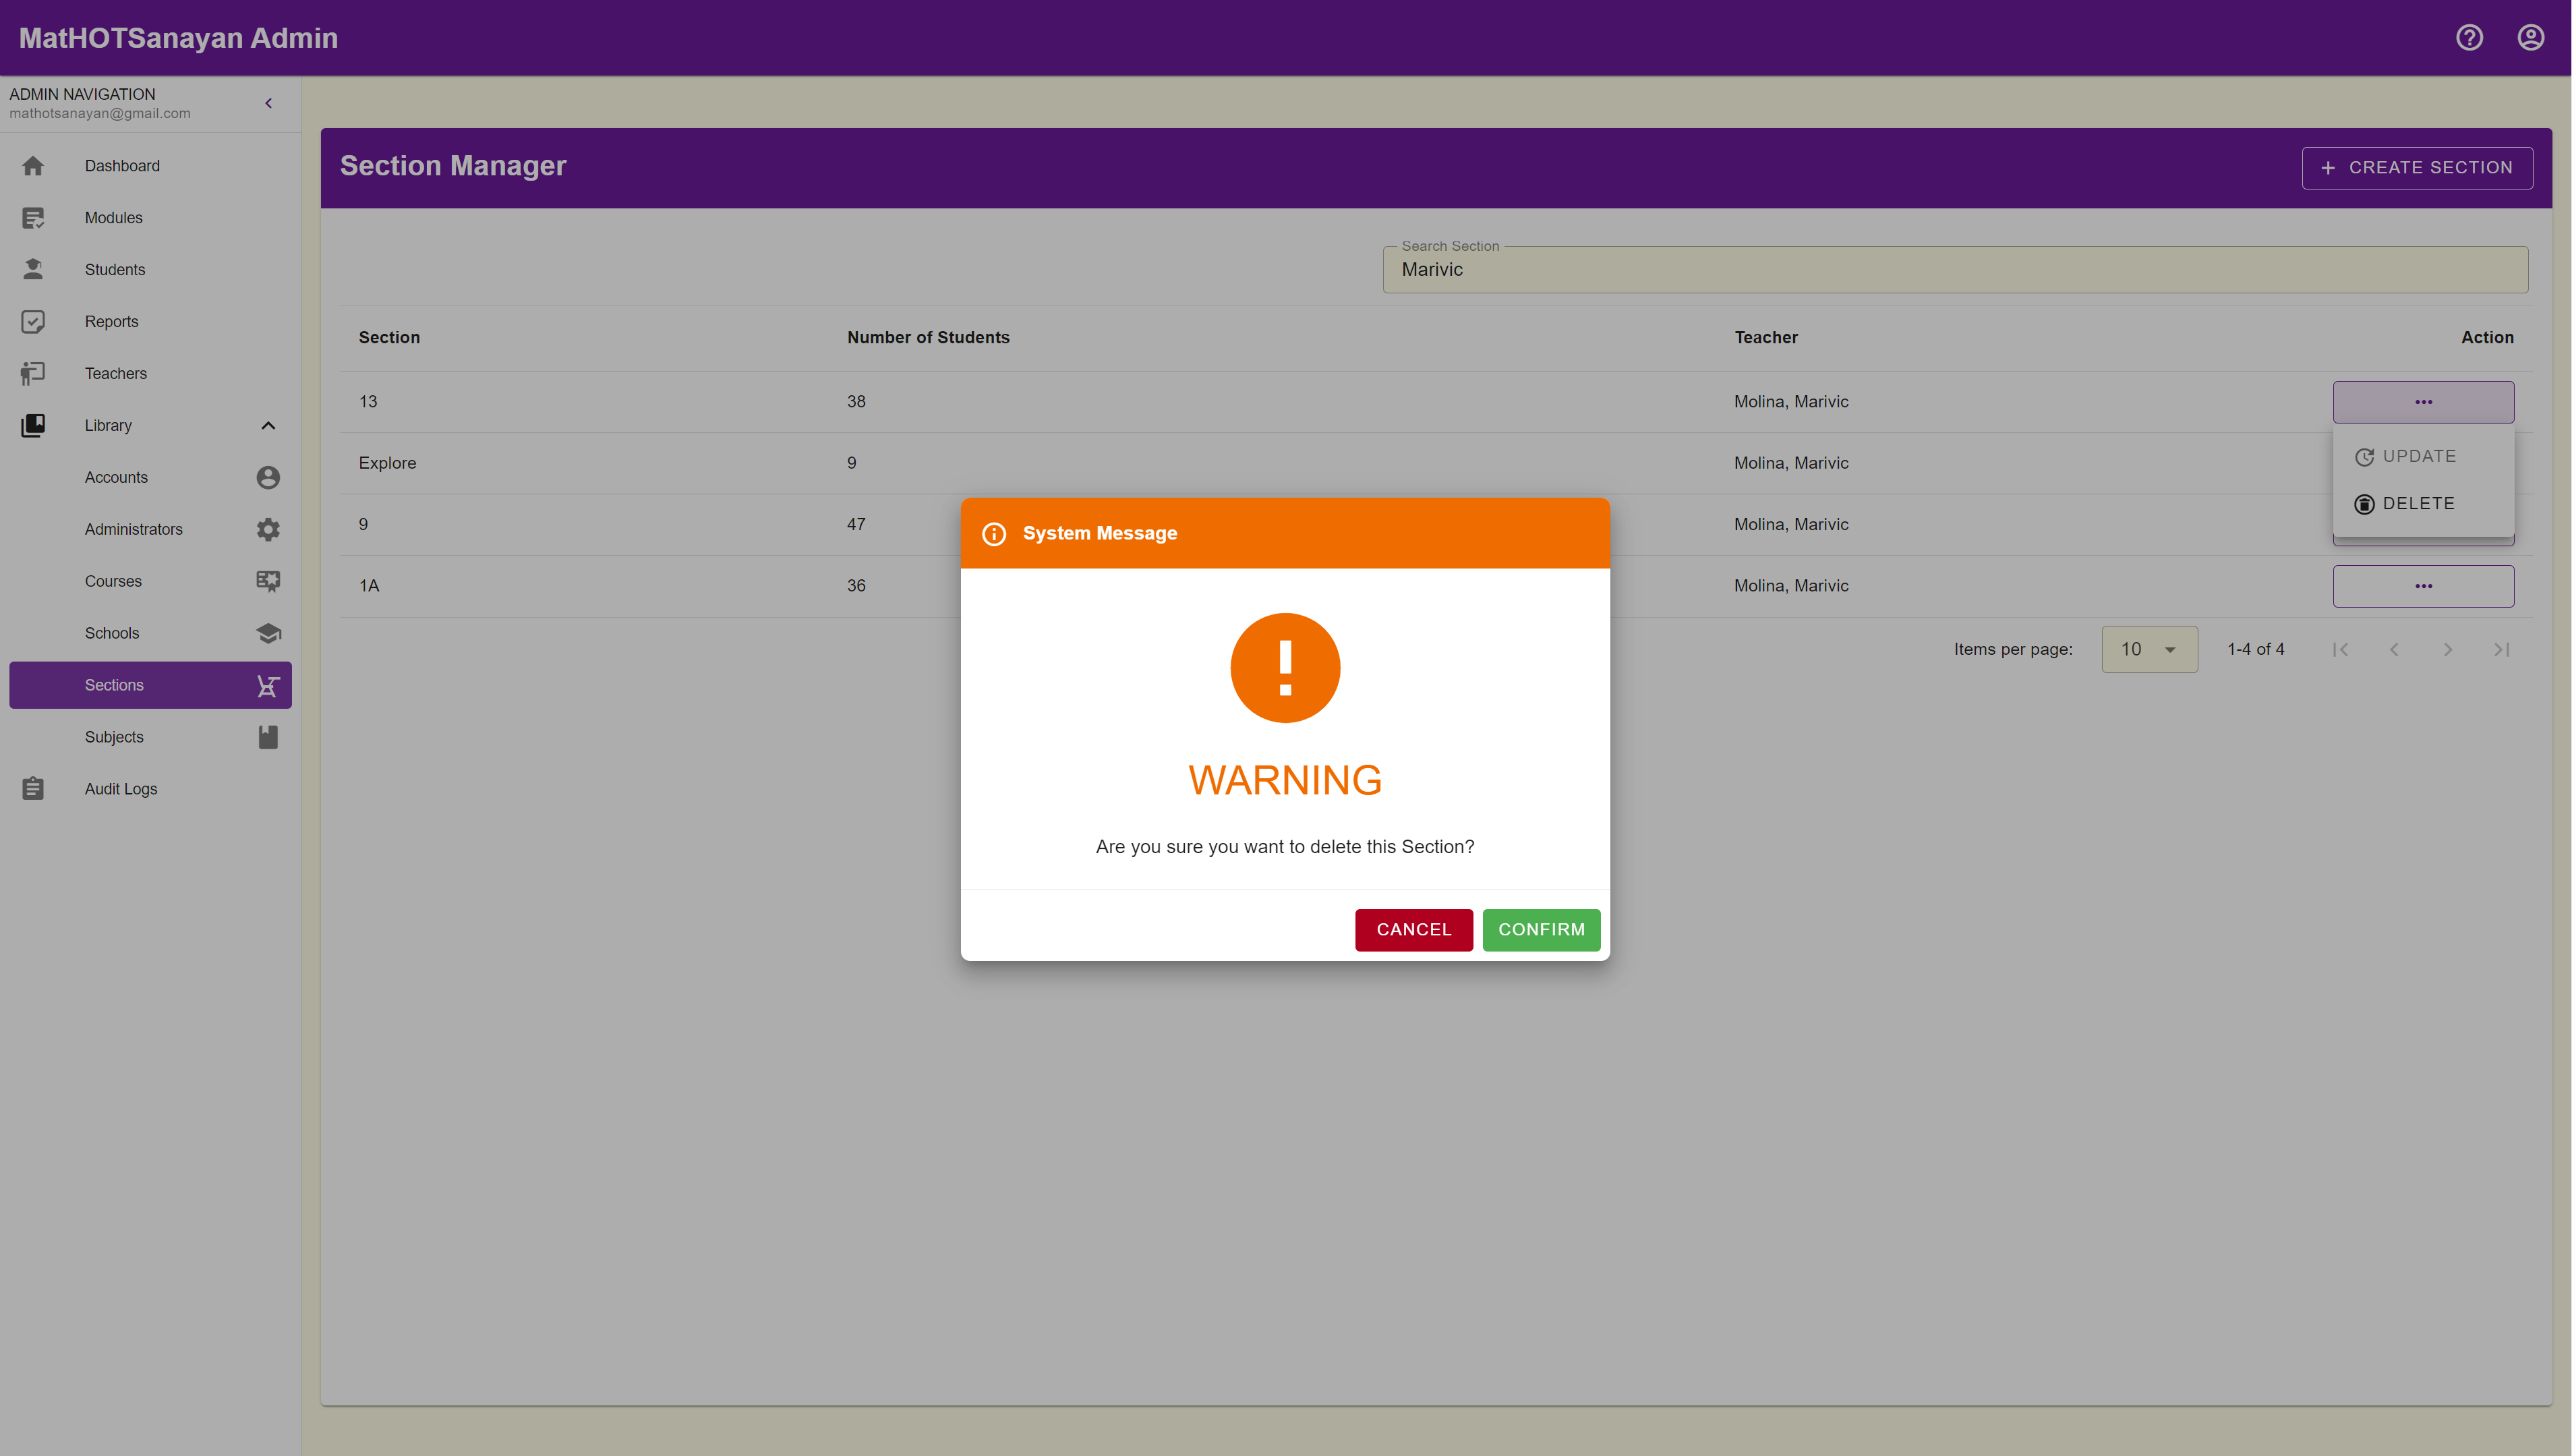 MatHOTSanayan Admin
ADMIN NAVIGATION
mathotsanayan@gmail.com
Dashboard
Modules
Students
Reports
Teachers
Library
Accounts
Administrators
Courses
Schools
Sections
Subjects
Audit Logs
Section Manager
CREATE SECTION
Search Section
Marivic
Section Number of Students Teacher Action
13 38 Molina, Marivic
Explore 9 Molina, Marivic
9 47 Molina, Marivic
1A 36 Molina, Marivic
UPDATE
DELETE
Items per page: 10 1-4 of 4
System Message
WARNING
Are you sure you want to delete this Section?
CANCEL CONFIRM